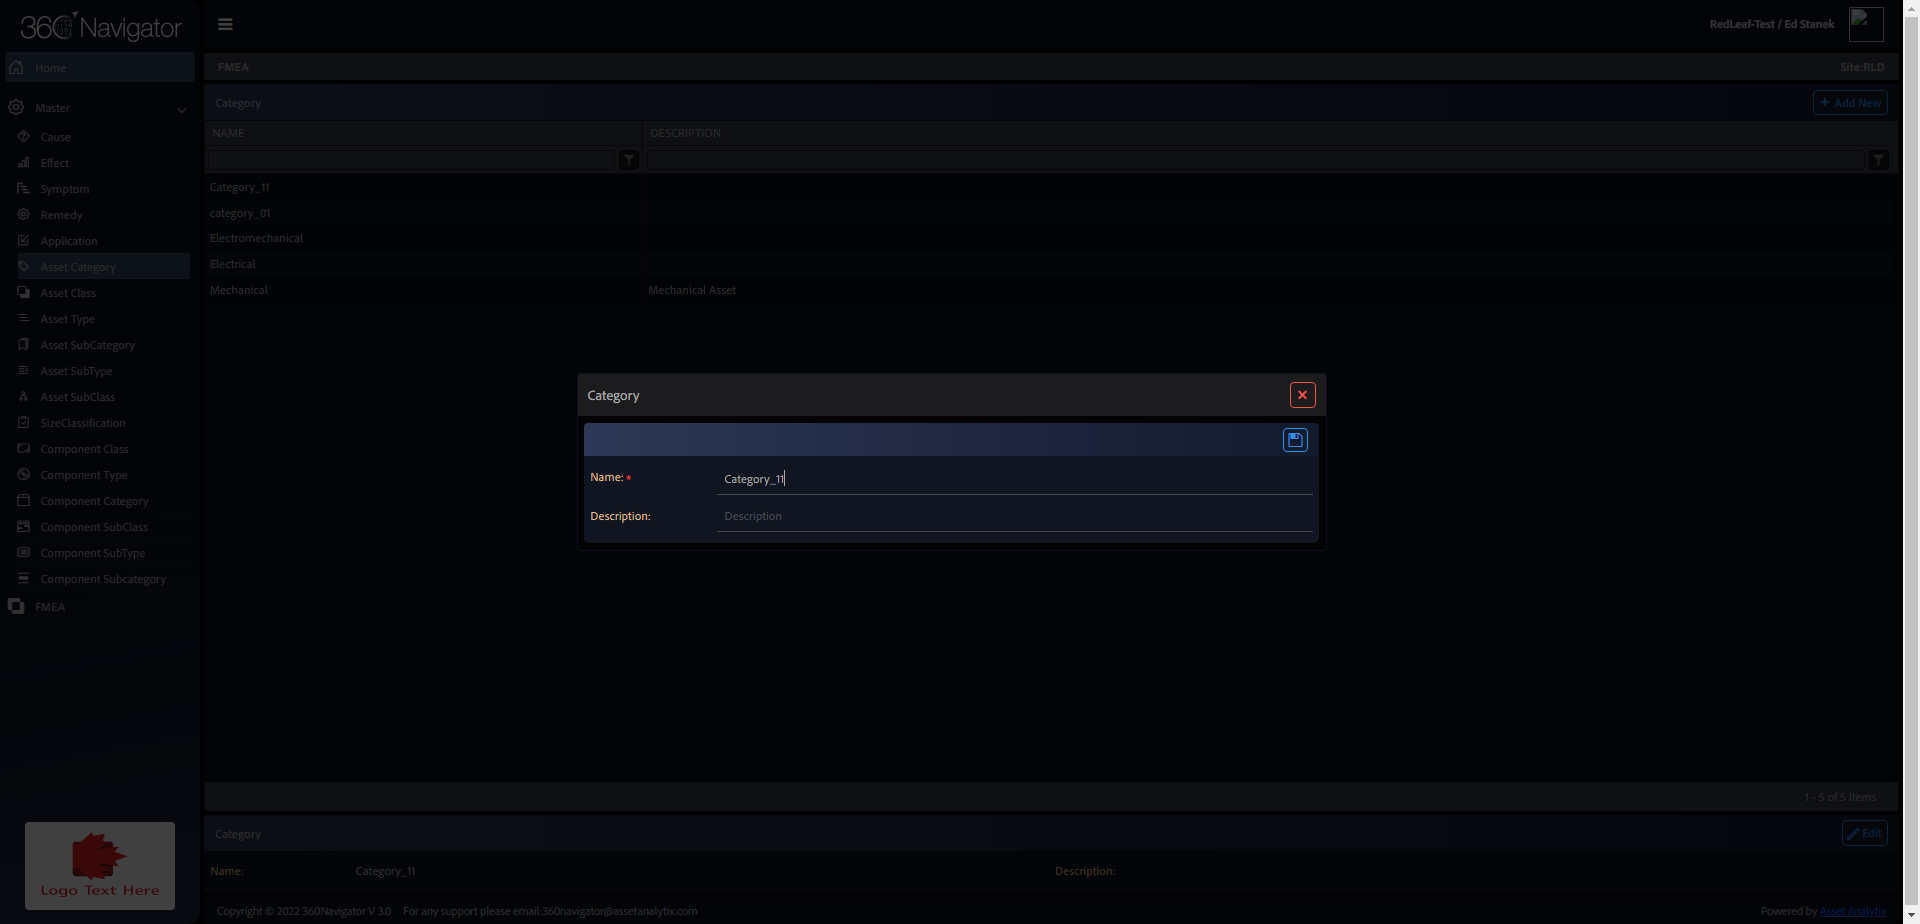 360 Navigator
RedLeaf-Test / Ed Stanek
Home
FMEA
Site:RLD
Category
+ Add New
Master
NAME
DESCRIPTION
Cause
Effect
Symptom
Remedy
Application
Asset Category
Asset Class
Asset Type
Asset SubCategory
Asset SubType
Asset SubClass
SizeClassification
Component Class
Component Type
Component Category
Component SubClass
Component SubType
Component Subcategory
FMEA
Category_11
category_01
Electromechanical
Electrical
Mechanical
Mechanical Asset
Category
Name: *
Category_11
Description:
Description
1 - 5 of 5 items
Category
Edit
Name:
Category_11
Description:
Logo Text Here
Copyright © 2022 360Navigator V 3.0 For any support please email:360navigator@assetanalytix.com
Powered by Asset Analytix